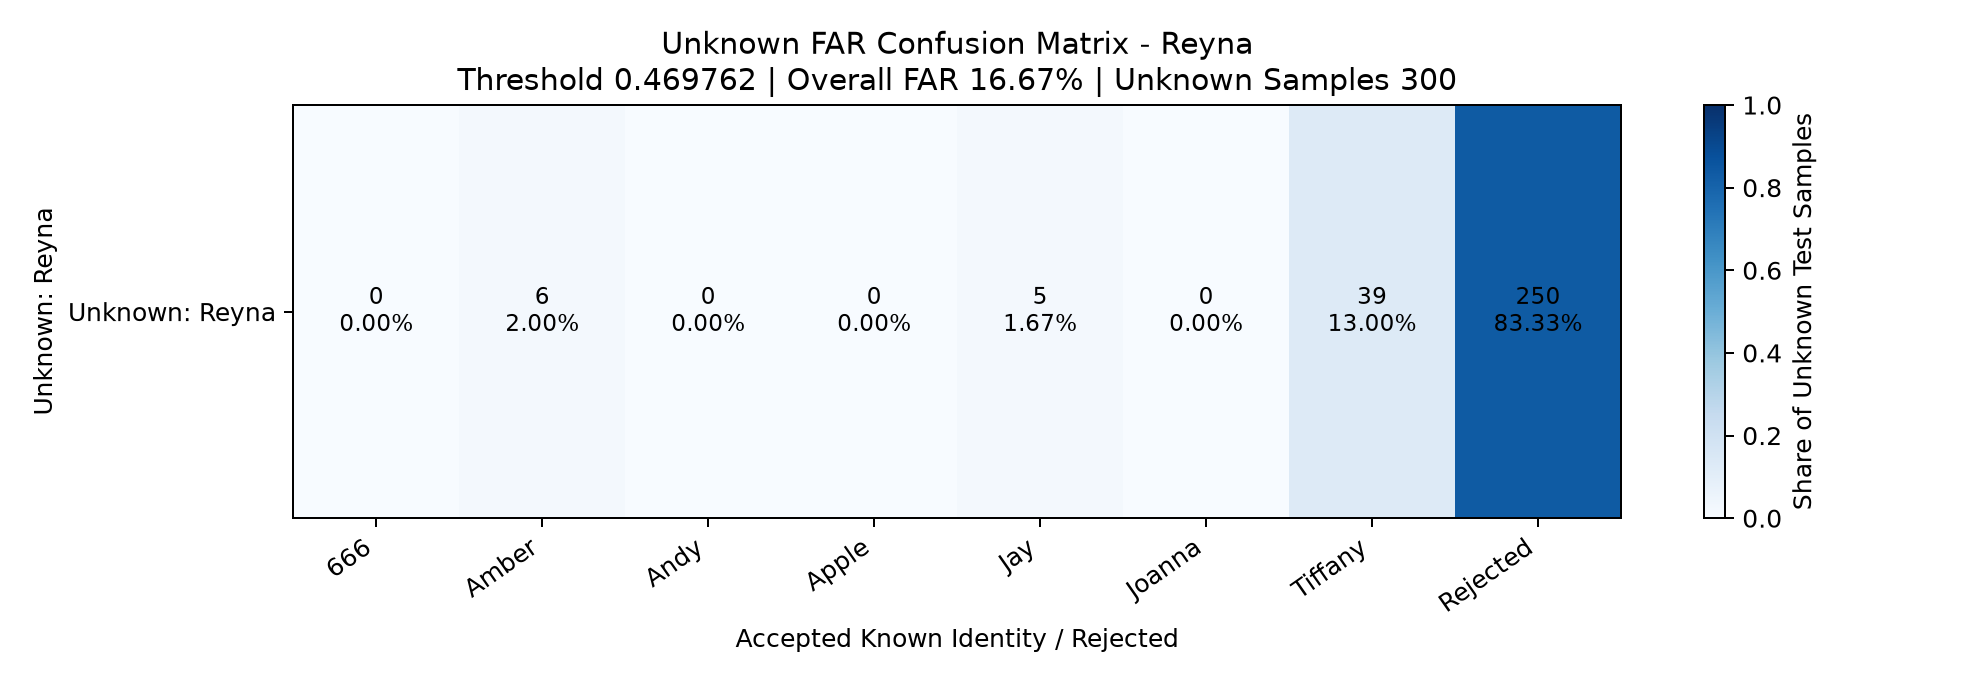 Unknown FAR Confusion Matrix - Reyna
Threshold 0.469762 | Overall FAR 16.67% | Unknown Samples 300
Unknown: Reyna
Unknown: Reyna
0 6 0 0 5 0 39 250
0.00% 2.00% 0.00% 0.00% 1.67% 0.00% 13.00% 83.33%
666 Amber Andy Apple Jay Joanna Tiffany Rejected
Accepted Known Identity / Rejected
1.0
0.8
0.6
0.4
0.2
0.0
Share of Unknown Test Samples